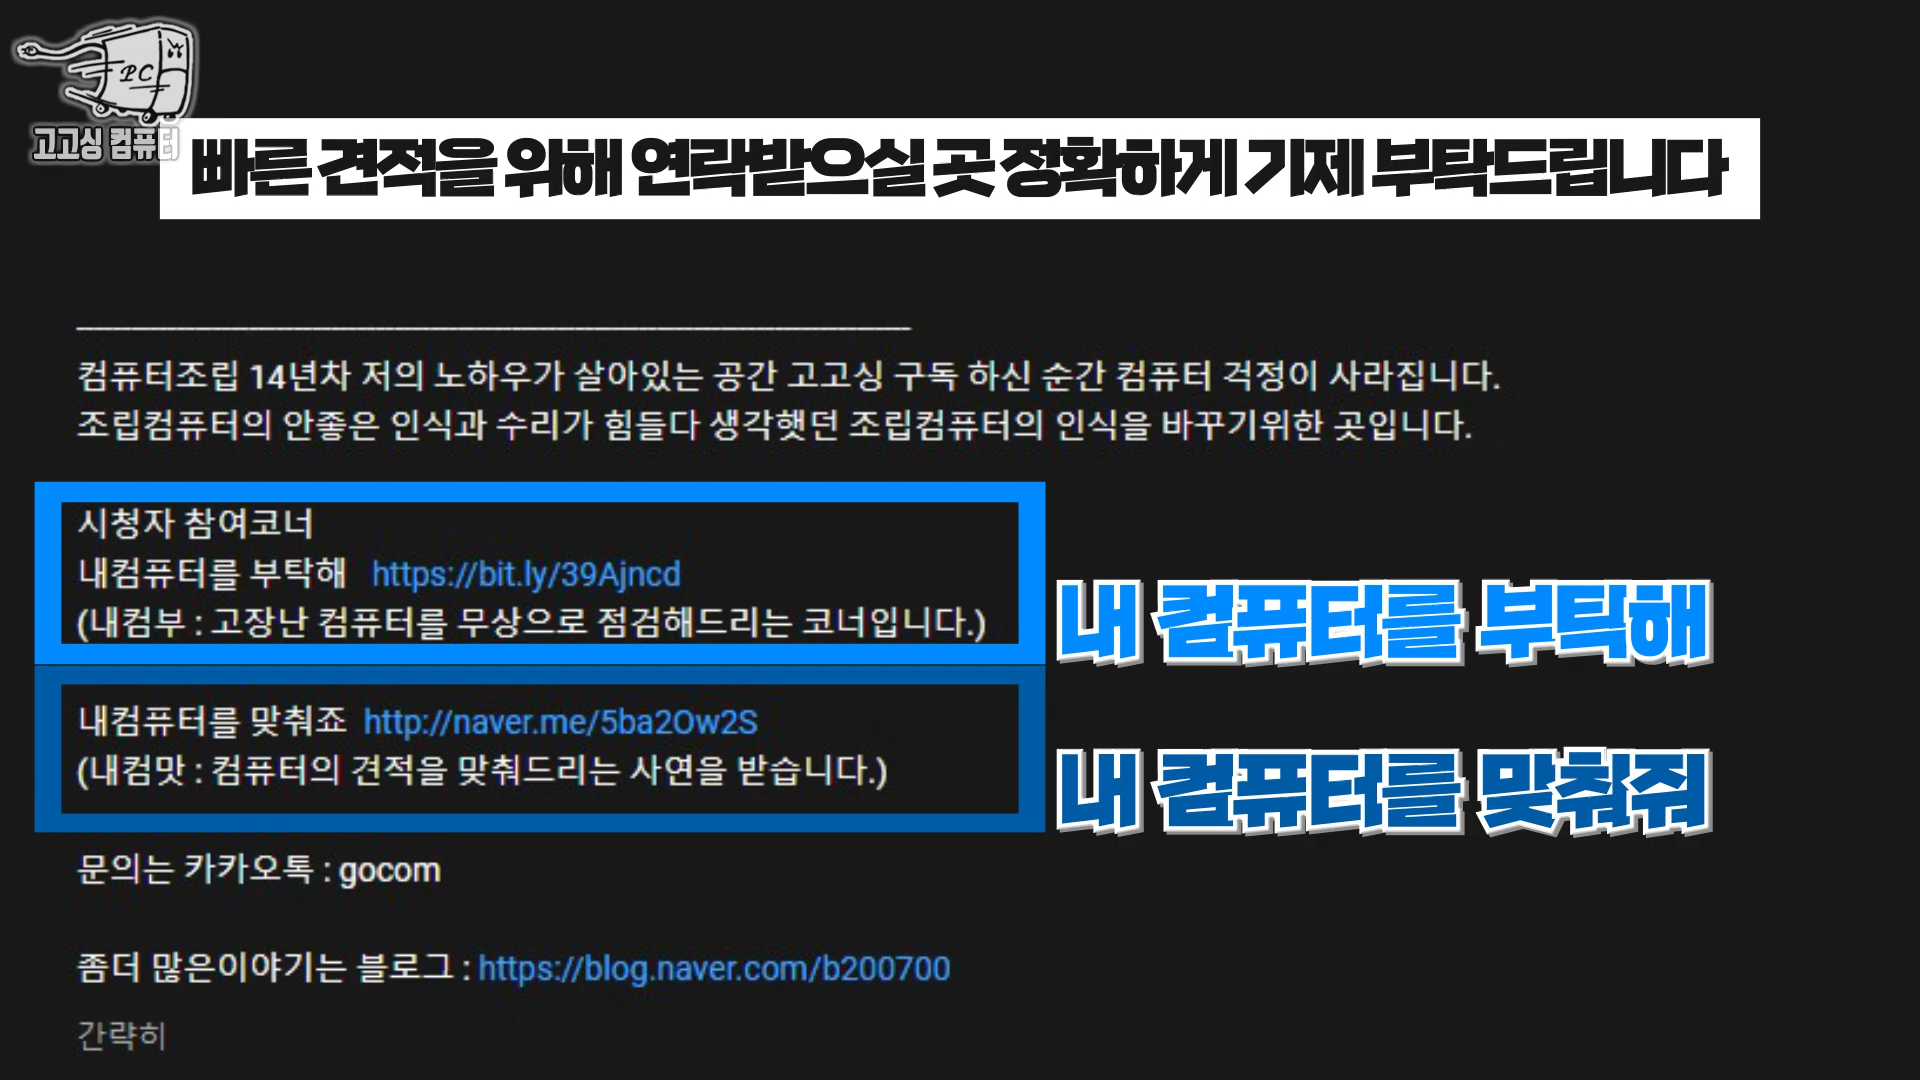 PC
고고싱 컴퓨터
빠른 견적을 위해 연락받으실 곳 정확하게 기제 부탁드립니다
컴퓨터조립 14년차 저의 노하우가 살아있는 공간 고고싱 구독 하신 순간 컴퓨터 걱정이 사라집니다.
조립컴퓨터의 안좋은 인식과 수리가 힘들다 생각했던 조립컴퓨터의 인식을 바꾸기위한 곳입니다.
시청자 참여코너
내컴퓨터를 부탁해 https://bit.ly/39Ajncd
(내컴부 : 고장난 컴퓨터를 무상으로 점검해드리는 코너입니다.)
내 컴퓨터를 부탁해
내컴퓨터를 맞춰죠 http://naver.me/5ba2Ow2S
(내컴맛 : 컴퓨터의 견적을 맞춰드리는 사연을 받습니다.)
내 컴퓨터를 맞춰줘
문의는 카카오톡 : gocom
좀더 많은이야기는 블로그 : https://blog.naver.com/b200700
간략히